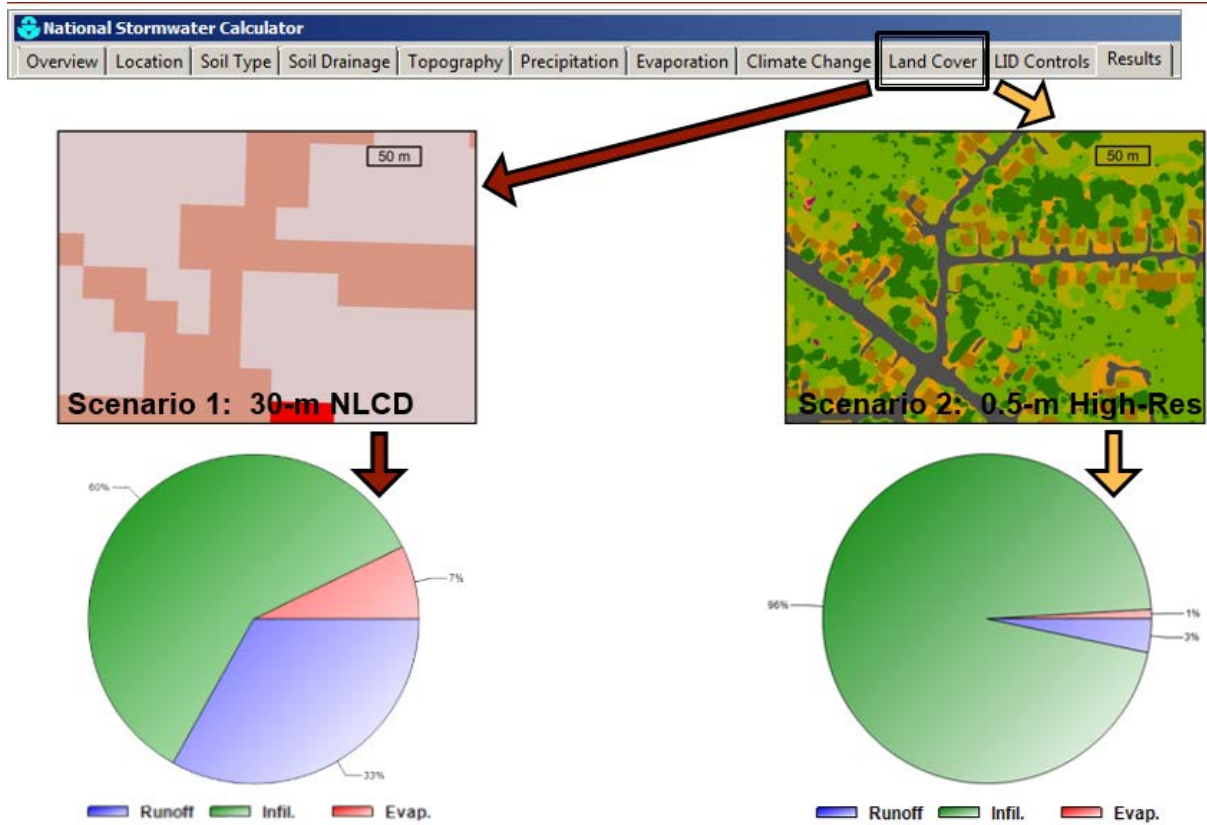 National Stormwater Calculator
Overview Location Soil Type Soil Drainage Topography Precipitation Evaporation Climate Change Land Cover LID Controls Results
50 m
Scenario 1: 30-m NLCD
50 m
Scenario 2: 0.5-m High-Res
60%
7%
33%
Runoff Infil. Evap.
96%
1%
3%
Runoff Infil. Evap.